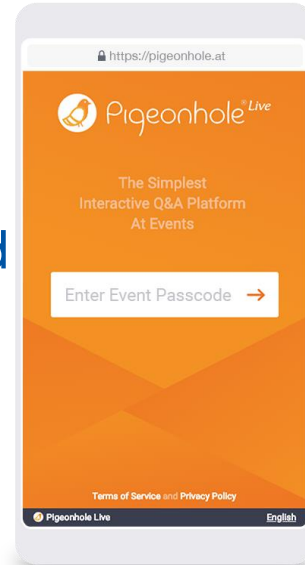 https://pigeonhole.at
Pigeonhole® Live
The Simplest
Interactive Q&A Platform
At Events
Enter Event Passcode
Terms of Service and Privacy Policy
Pigeonhole Live English